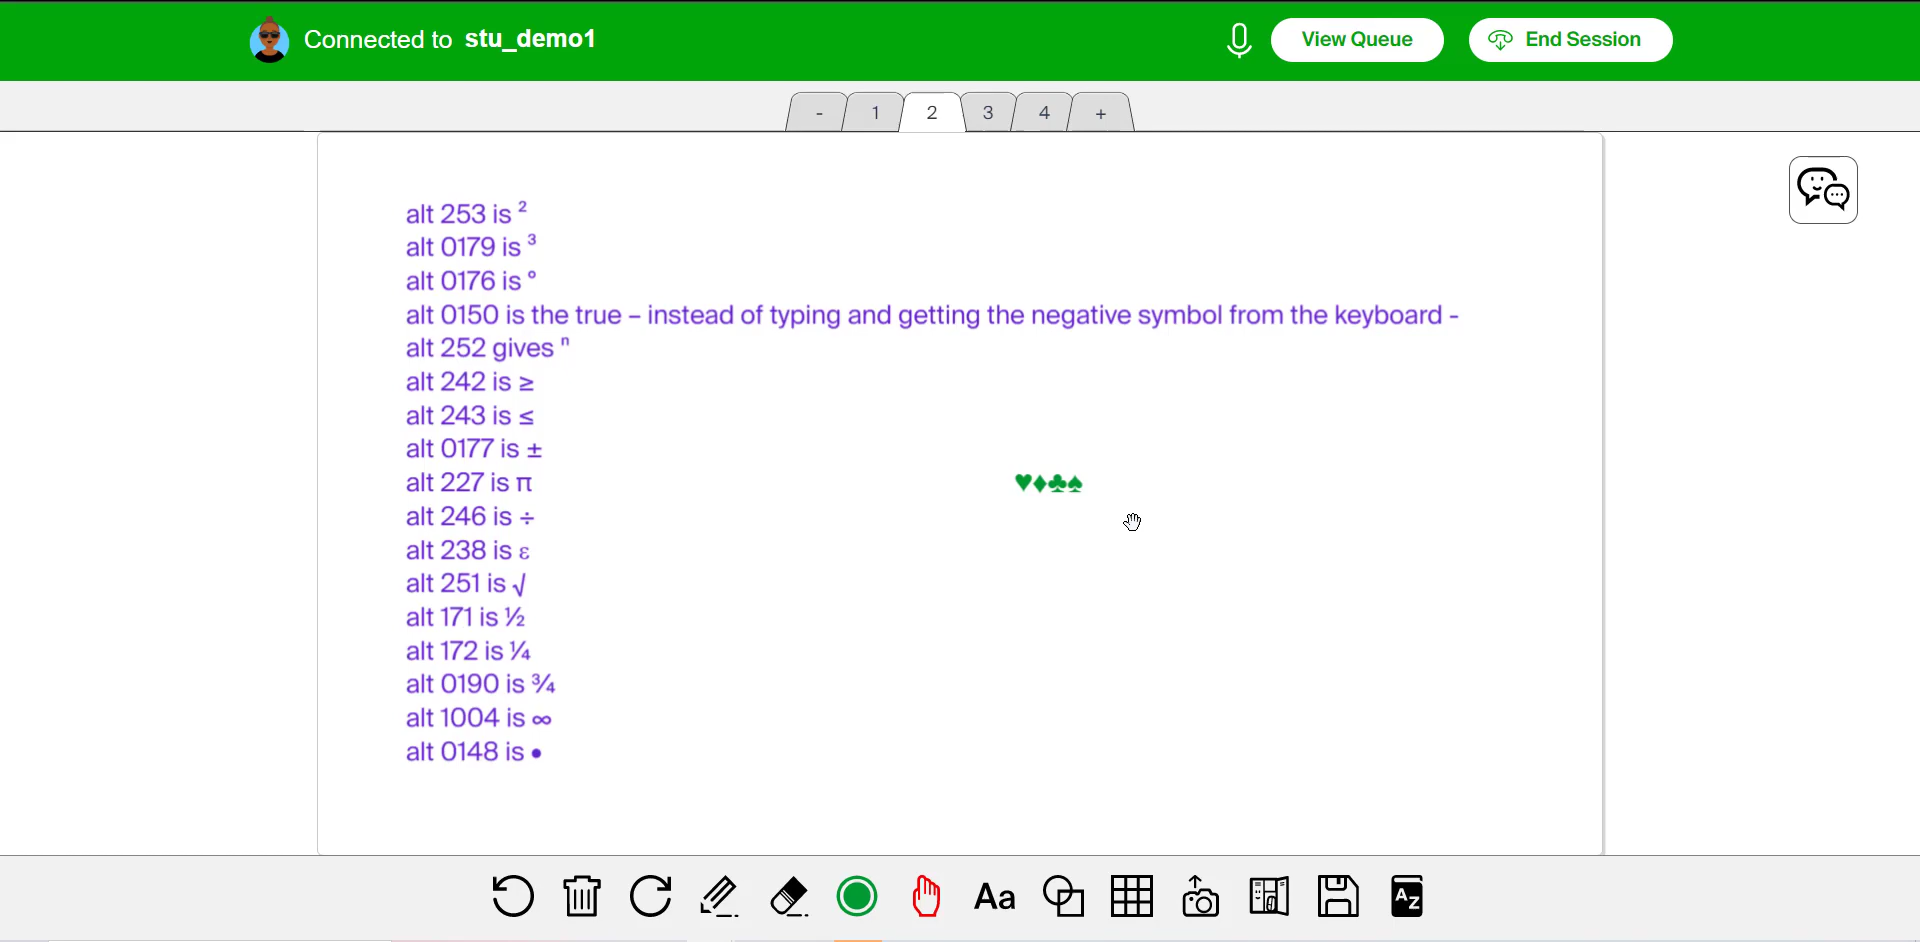 Connected to stu_demo1
View Queue
End Session
- 1 2 3 4 +
alt 253 is ²
alt 0179 is ³
alt 0176 is °
alt 0150 is the true – instead of typing and getting the negative symbol from the keyboard -
alt 252 gives ⁿ
alt 242 is ≥
alt 243 is ≤
alt 0177 is ±
alt 227 is π
alt 246 is ÷
alt 238 is ε
alt 251 is √
alt 171 is ½
alt 172 is ¼
alt 0190 is ¾
alt 1004 is ∞
alt 0148 is •
♥♦♣♠
Aa
AZ